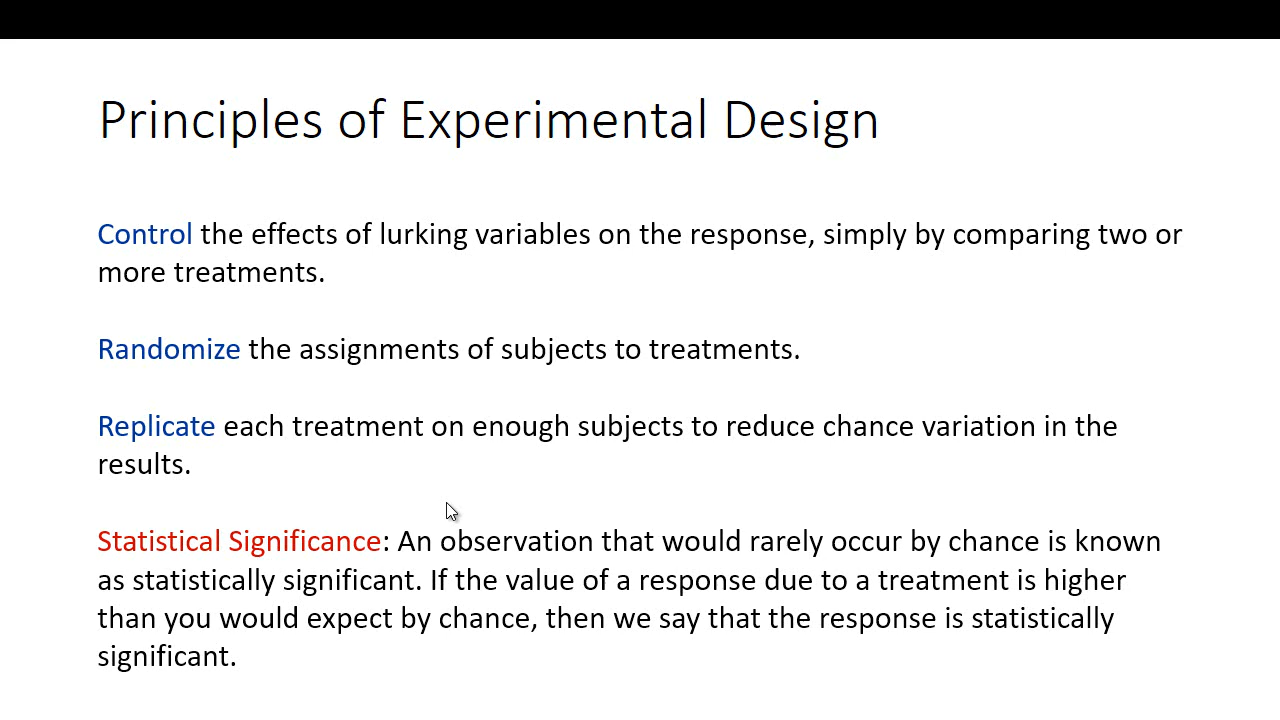 Principles of Experimental Design
Control the effects of lurking variables on the response, simply by comparing two or
more treatments.
Randomize the assignments of subjects to treatments.
Replicate each treatment on enough subjects to reduce chance variation in the
results.
Statistical Significance: An observation that would rarely occur by chance is known
as statistically significant. If the value of a response due to a treatment is higher
than you would expect by chance, then we say that the response is statistically
significant.